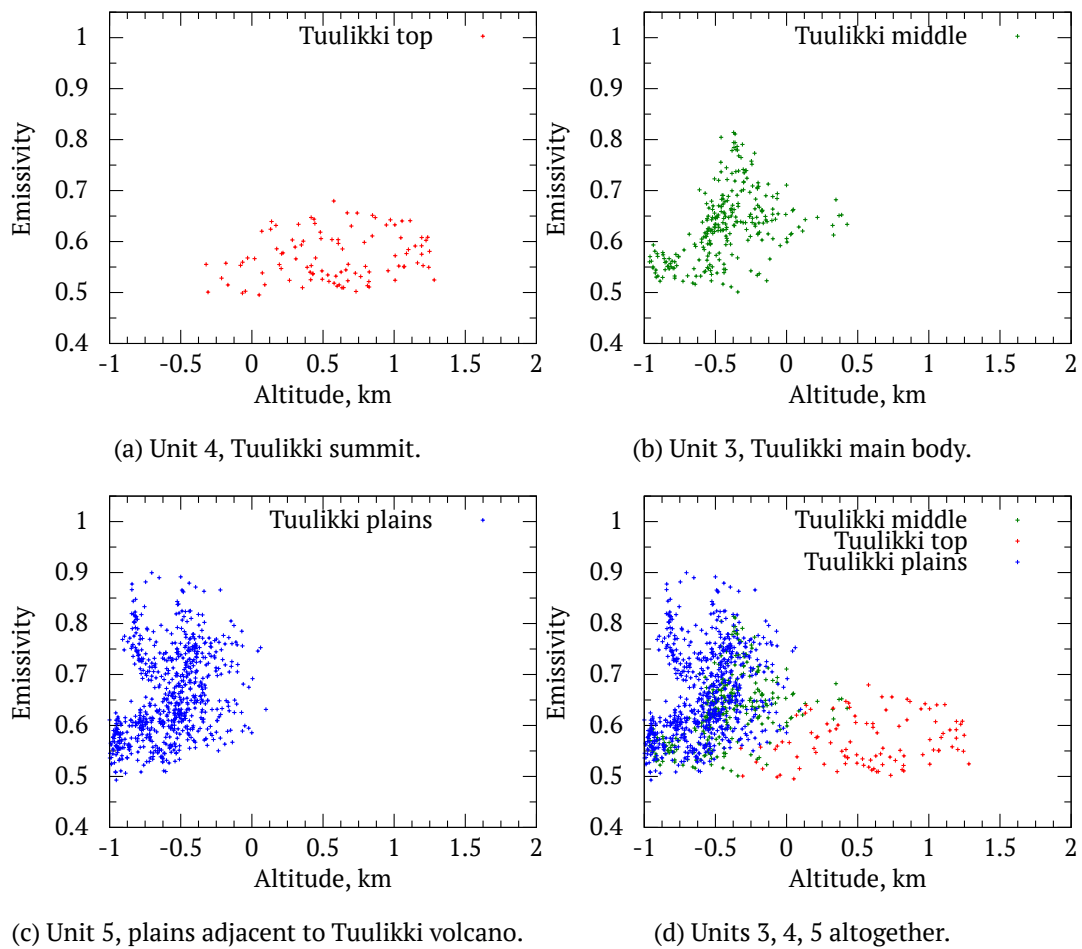 Tuulikki top
1
0.9
0.8
0.7
0.6
0.5
0.4
Emissivity
-1 -0.5 0 0.5 1 1.5 2
Altitude, km
(a) Unit 4, Tuulikki summit.
Tuulikki middle
1
0.9
0.8
0.7
0.6
0.5
0.4
Emissivity
-1 -0.5 0 0.5 1 1.5 2
Altitude, km
(b) Unit 3, Tuulikki main body.
Tuulikki plains
1
0.9
0.8
0.7
0.6
0.5
0.4
Emissivity
-1 -0.5 0 0.5 1 1.5 2
Altitude, km
(c) Unit 5, plains adjacent to Tuulikki volcano.
Tuulikki middle
Tuulikki top
Tuulikki plains
1
0.9
0.8
0.7
0.6
0.5
0.4
Emissivity
-1 -0.5 0 0.5 1 1.5 2
Altitude, km
(d) Units 3, 4, 5 altogether.